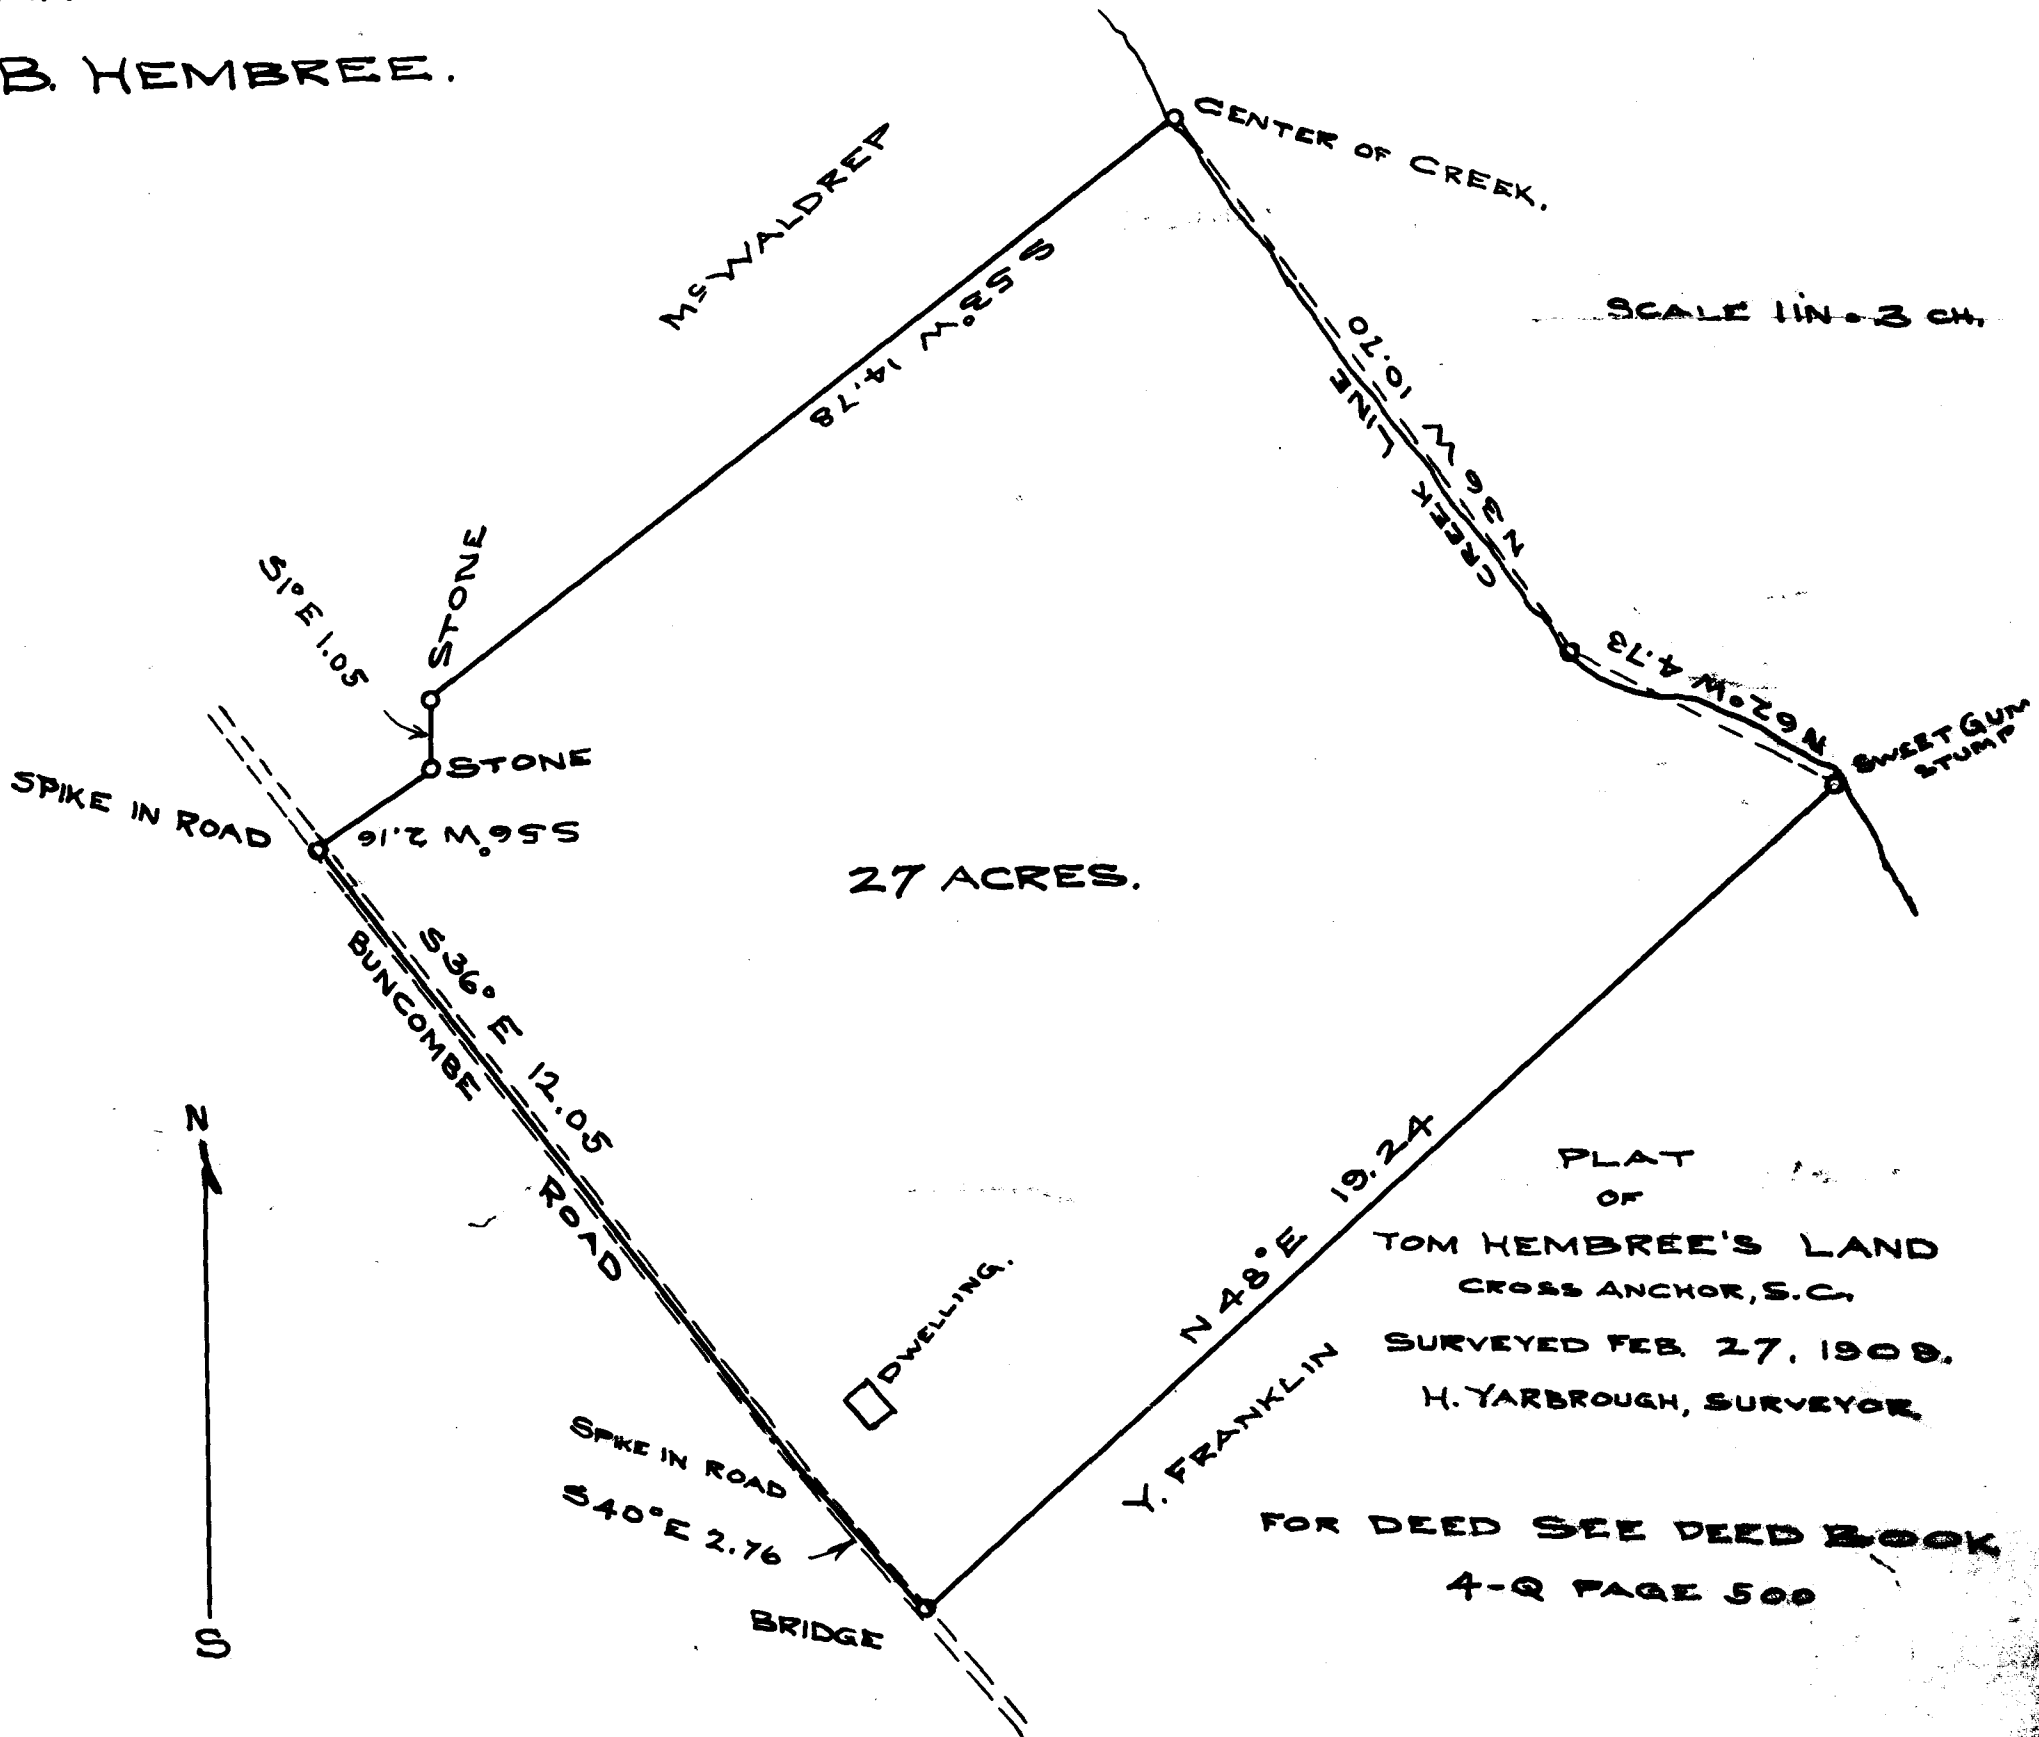 B. HEMBREE.
CENTER OF CREEK.
McWALDREP
S 53° W 14.78
SCALE 1 IN. 3 CH.
N 36 W 10.70
CREEK LINE
STONE
S 1° E 1.05
N 62° W 4.73
SWEET GUM
STUMP
STONE
SPIKE IN ROAD
S 56° W 2.16
27 ACRES.
S 36° E 12.05
BUNCOMBE ROAD
N
S
N 48° E 19.24
DWELLING.
Y. FRANKLIN
SPIKE IN ROAD
S 40° E 2.76
BRIDGE
PLAT
OF
TOM HEMBREE'S LAND
CROSS ANCHOR, S.C.
SURVEYED FEB. 27, 1909.
H. YARBROUGH, SURVEYOR
FOR DEED SEE DEED BOOK
4-Q PAGE 500